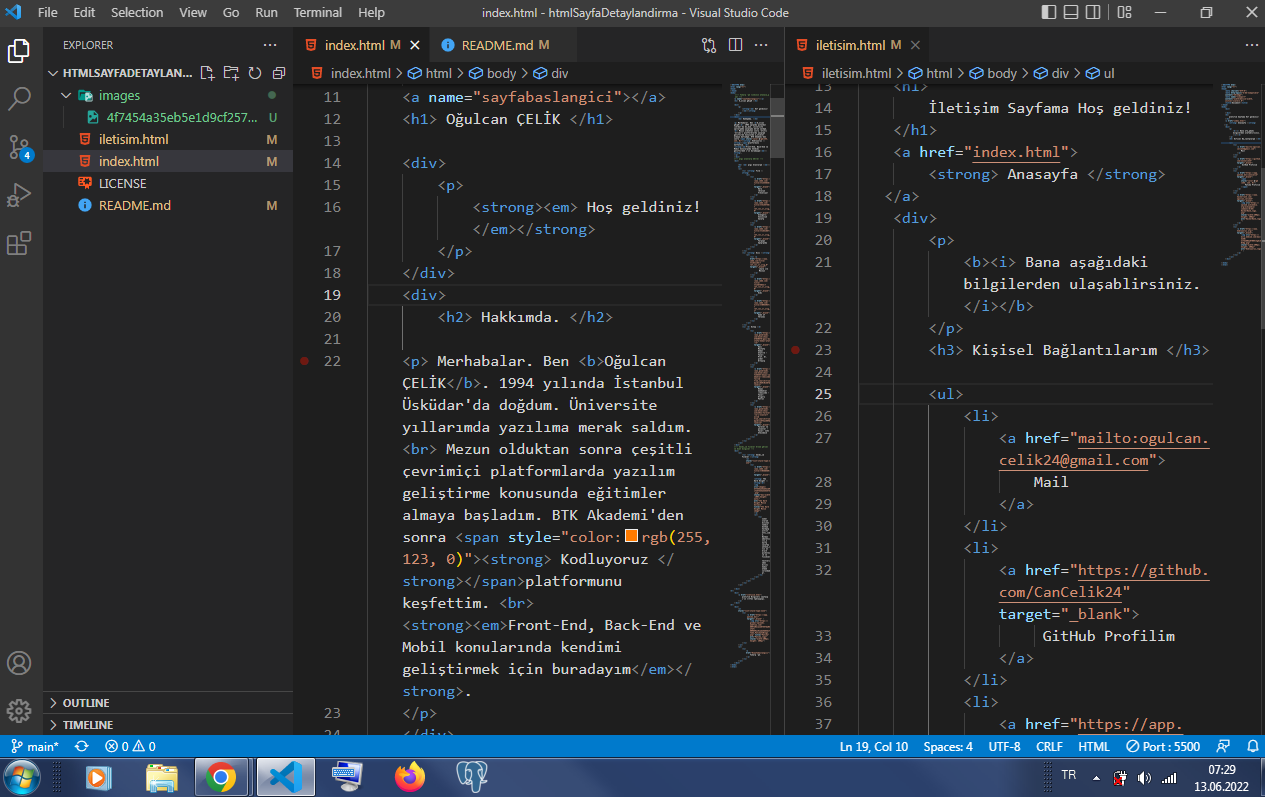 File Edit Selection View Go Run Terminal Help
index.html - htmlSayfaDetaylandirma - Visual Studio Code
EXPLORER
HTMLSAYFADETAYLAN...
images
4f7454a35eb5e1d9cf257... U
iletisim.html M
index.html M
LICENSE
README.md M
OUTLINE
TIMELINE
index.html M
README.md M
index.html > html > body > div
11 <a name="sayfabaslangici"></a>
12 <h1> Oğulcan ÇELİK </h1>
13
14 <div>
15 <p>
16 <strong><em> Hoş geldiniz!
</em></strong>
17 </p>
18 </div>
19 <div>
20 <h2> Hakkımda. </h2>
21
22 <p> Merhabalar. Ben <b>Oğulcan
ÇELİK</b>. 1994 yılında İstanbul
Üsküdar'da doğdum. Üniversite
yıllarımda yazılıma merak saldım.
<br> Mezun olduktan sonra çeşitli
çevrimiçi platformlarda yazılım
geliştirme konusunda eğitimler
almaya başladım. BTK Akademi'den
sonra <span style="color:rgb(255,
123, 0)"><strong> Kodluyoruz </
strong></span>platformunu
keşfettim. <br>
<strong><em>Front-End, Back-End ve
Mobil konularında kendimi
geliştirmek için buradayım</em></
strong>.
23 </p>
24 </div>
iletisim.html M
iletisim.html > html > body > div > ul
13 <h1>
14 İletişim Sayfama Hoş geldiniz!
15 </h1>
16 <a href="index.html">
17 <strong> Anasayfa </strong>
18 </a>
19 <div>
20 <p>
21 <b><i> Bana aşağıdaki
bilgilerden ulaşablirsiniz.
</i></b>
22 </p>
23 <h3> Kişisel Bağlantılarım </h3>
24
25 <ul>
26 <li>
27 <a href="mailto:ogulcan.
celik24@gmail.com">
28 Mail
29 </a>
30 </li>
31 <li>
32 <a href="https://github.
com/CanCelik24"
target="_blank">
33 GitHub Profilim
34 </a>
35 </li>
36 <li>
37 <a href="https://app.
4
main*
0 0
Ln 19, Col 10 Spaces: 4 UTF-8 CRLF HTML Port : 5500
TR
07:29
13.06.2022